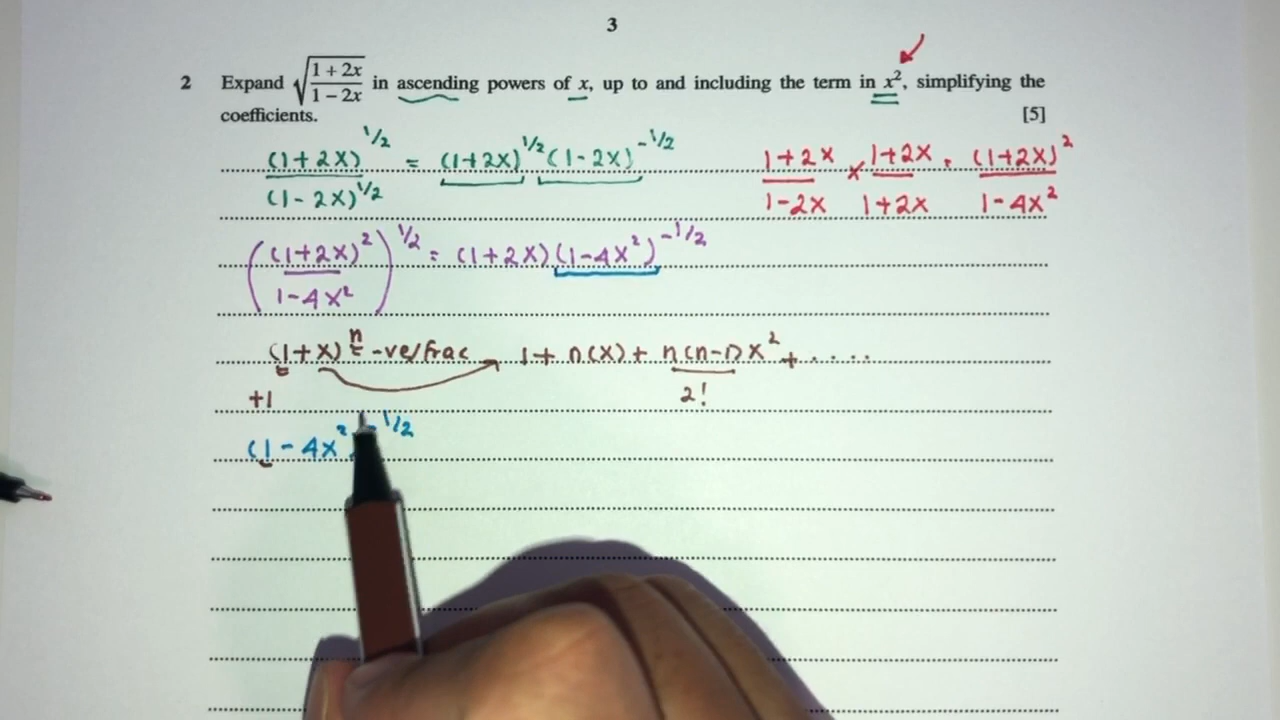 3
2 Expand √((1 + 2x)/(1 − 2x)) in ascending powers of x, up to and including the term in x², simplifying the
coefficients. [5]
(1+2x)^1/2 / (1-2x)^1/2 = (1+2x)^1/2 (1-2x)^-1/2
1+2x / 1-2x × 1+2x / 1+2x = (1+2x)² / 1-4x²
((1+2x)² / 1-4x²)^1/2 = (1+2x)(1-4x²)^-1/2
(1+x)^n = -ve/frac → 1+ n(x) + n(n-1)x² / 2! + ....
+1
(1-4x²)^-1/2